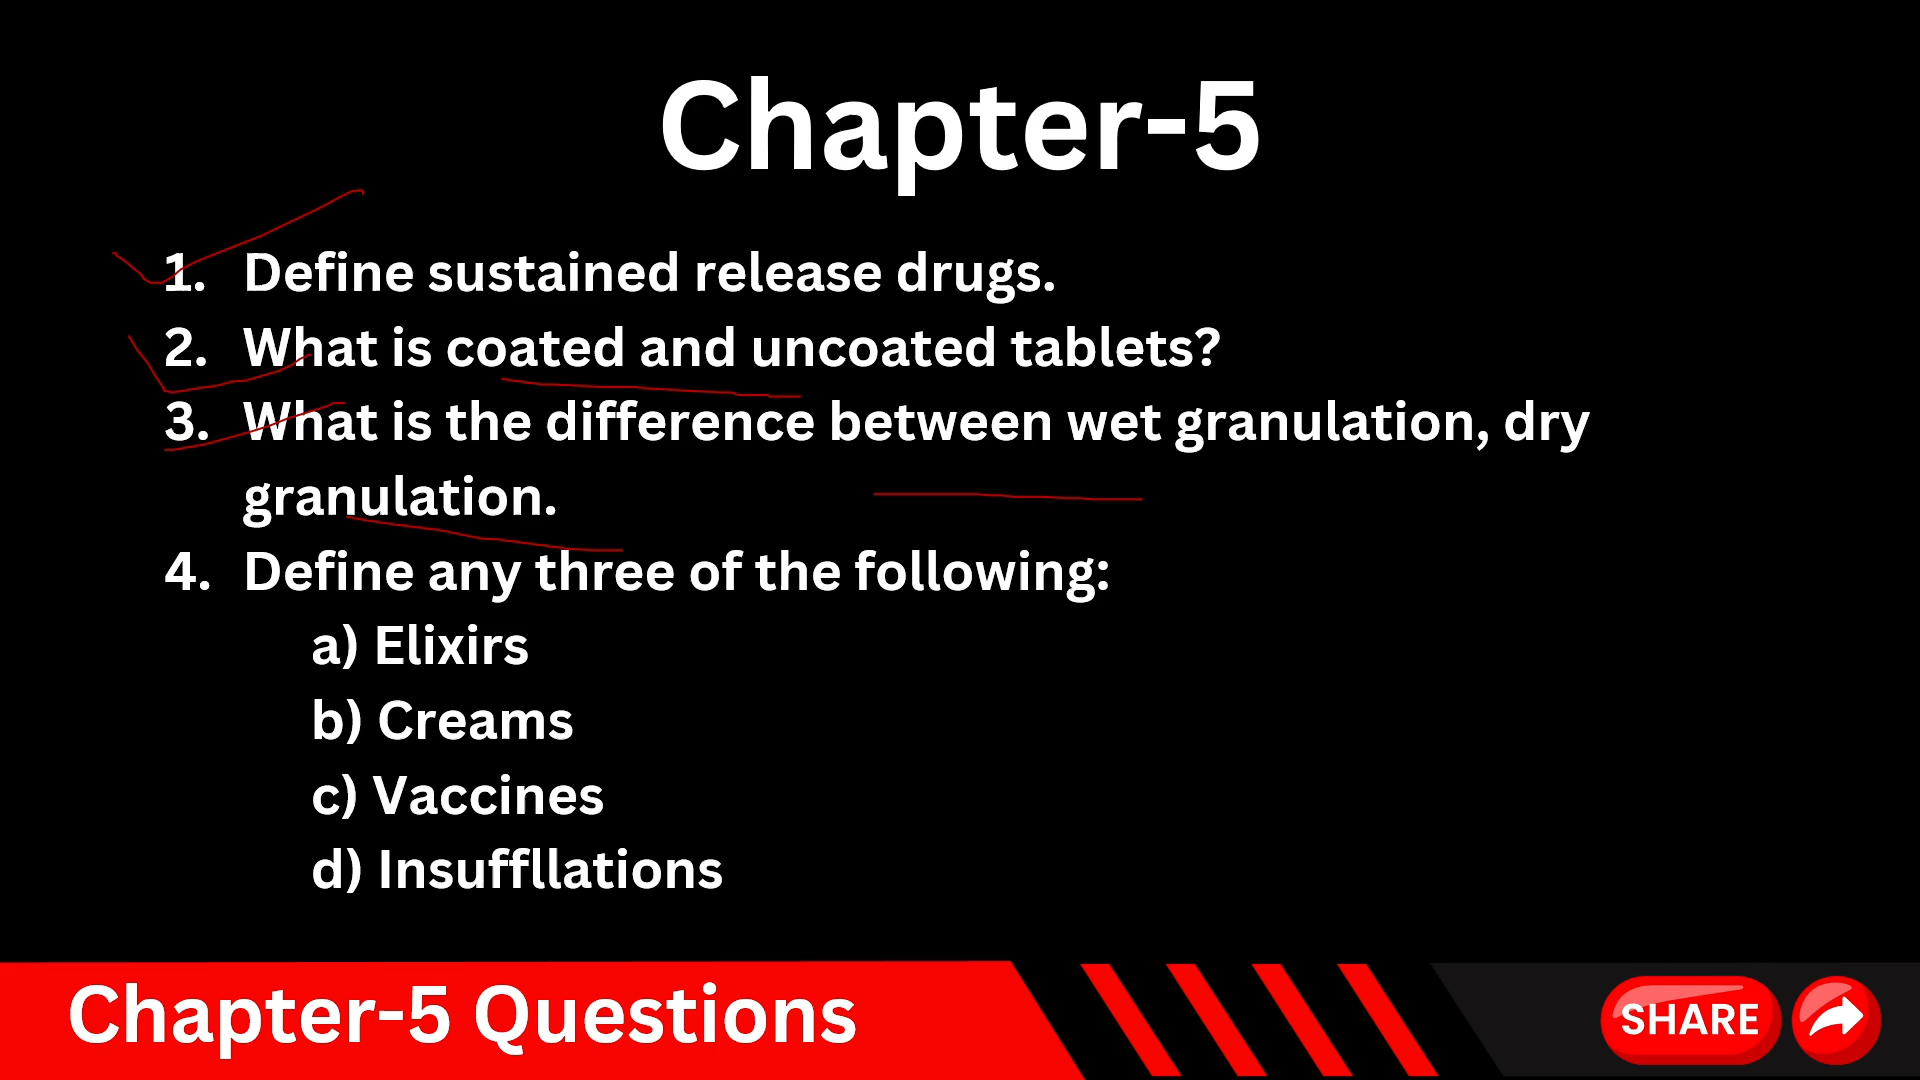 Chapter-5
1. Define sustained release drugs.
2. What is coated and uncoated tablets?
3. What is the difference between wet granulation, dry
granulation.
4. Define any three of the following:
a) Elixirs
b) Creams
c) Vaccines
d) Insuffllations
Chapter-5 Questions
SHARE